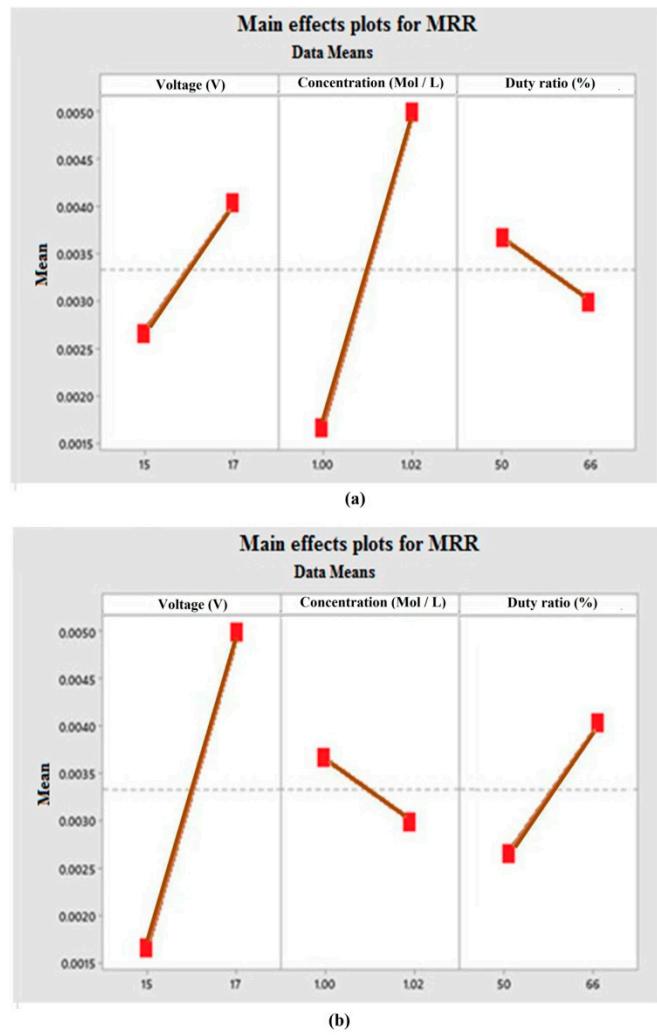 Main effects plots for MRR
Data Means
Voltage (V) Concentration (Mol / L) Duty ratio (%)
Mean
0.0050
0.0045
0.0040
0.0035
0.0030
0.0025
0.0020
0.0015
15 17 1.00 1.02 50 66
(a)
Main effects plots for MRR
Data Means
Voltage (V) Concentration (Mol / L) Duty ratio (%)
Mean
0.0050
0.0045
0.0040
0.0035
0.0030
0.0025
0.0020
0.0015
15 17 1.00 1.02 50 66
(b)